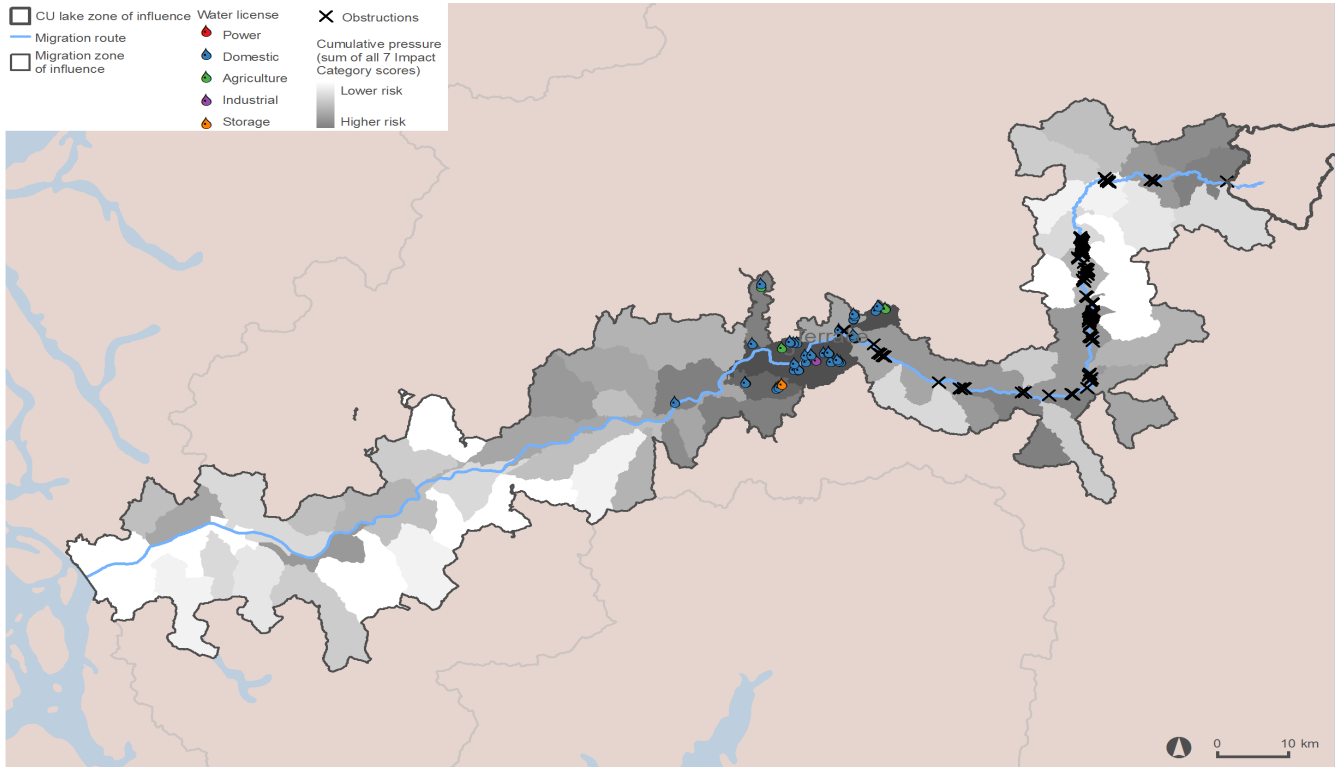 CU lake zone of influence
Migration route
Migration zone
of influence
Water license
Power
Domestic
Agriculture
Industrial
Storage
Obstructions
Cumulative pressure
(sum of all 7 Impact
Category scores)
Lower risk
Higher risk
Terrace
0 10 km